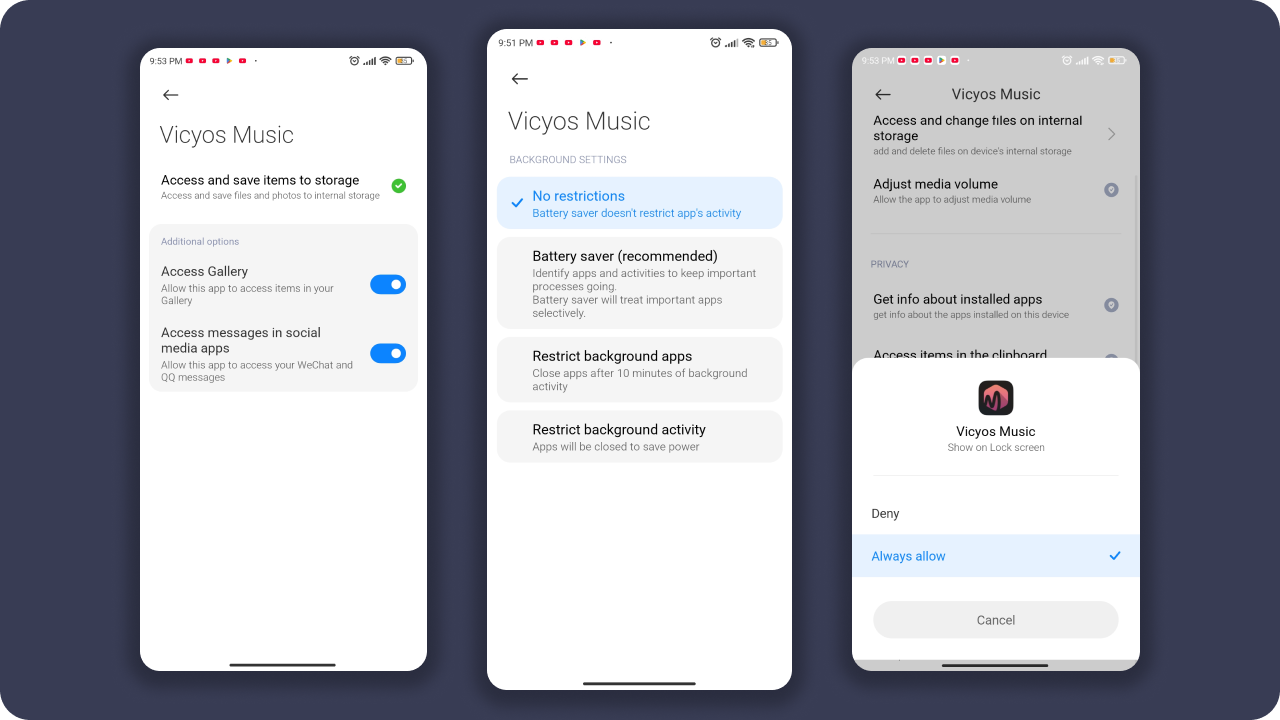 9:53 PM
Vicyos Music
Access and save items to storage
Access and save files and photos to internal storage
Additional options
Access Gallery
Allow this app to access items in your
Gallery
Access messages in social
media apps
Allow this app to access your WeChat and
QQ messages
9:51 PM
Vicyos Music
BACKGROUND SETTINGS
No restrictions
Battery saver doesn't restrict app's activity
Battery saver (recommended)
Identify apps and activities to keep important
processes going.
Battery saver will treat important apps
selectively.
Restrict background apps
Close apps after 10 minutes of background
activity
Restrict background activity
Apps will be closed to save power
9:53 PM
Vicyos Music
Access and change files on internal
storage
add and delete files on device's internal storage
Adjust media volume
Allow the app to adjust media volume
PRIVACY
Get info about installed apps
get info about the apps installed on this device
Access items in the clipboard
Vicyos Music
Show on Lock screen
Deny
Always allow
Cancel